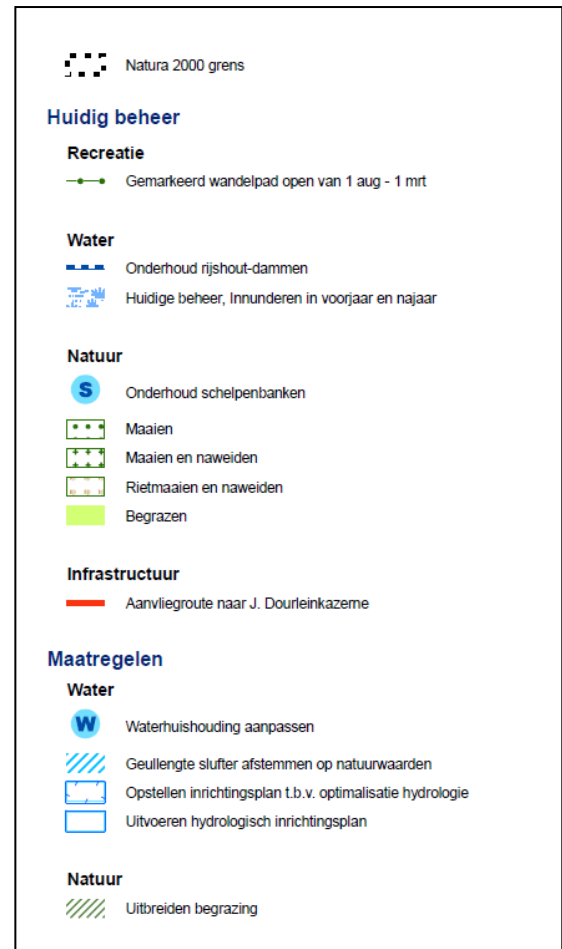 Natura 2000 grens
Huidig beheer
Recreatie
Gemarkeerd wandelpad open van 1 aug - 1 mrt
Water
Onderhoud rijshout-dammen
Huidige beheer, Innunderen in voorjaar en najaar
Natuur
S Onderhoud schelpenbanken
Maaien
Maaien en naweiden
Rietmaaien en naweiden
Begrazen
Infrastructuur
Aanvliegroute naar J. Dourleinkazerne
Maatregelen
Water
W Waterhuishouding aanpassen
Geullengte slufter afstemmen op natuurwaarden
Opstellen inrichtingsplan t.b.v. optimalisatie hydrologie
Uitvoeren hydrologisch inrichtingsplan
Natuur
Uitbreiden begrazing